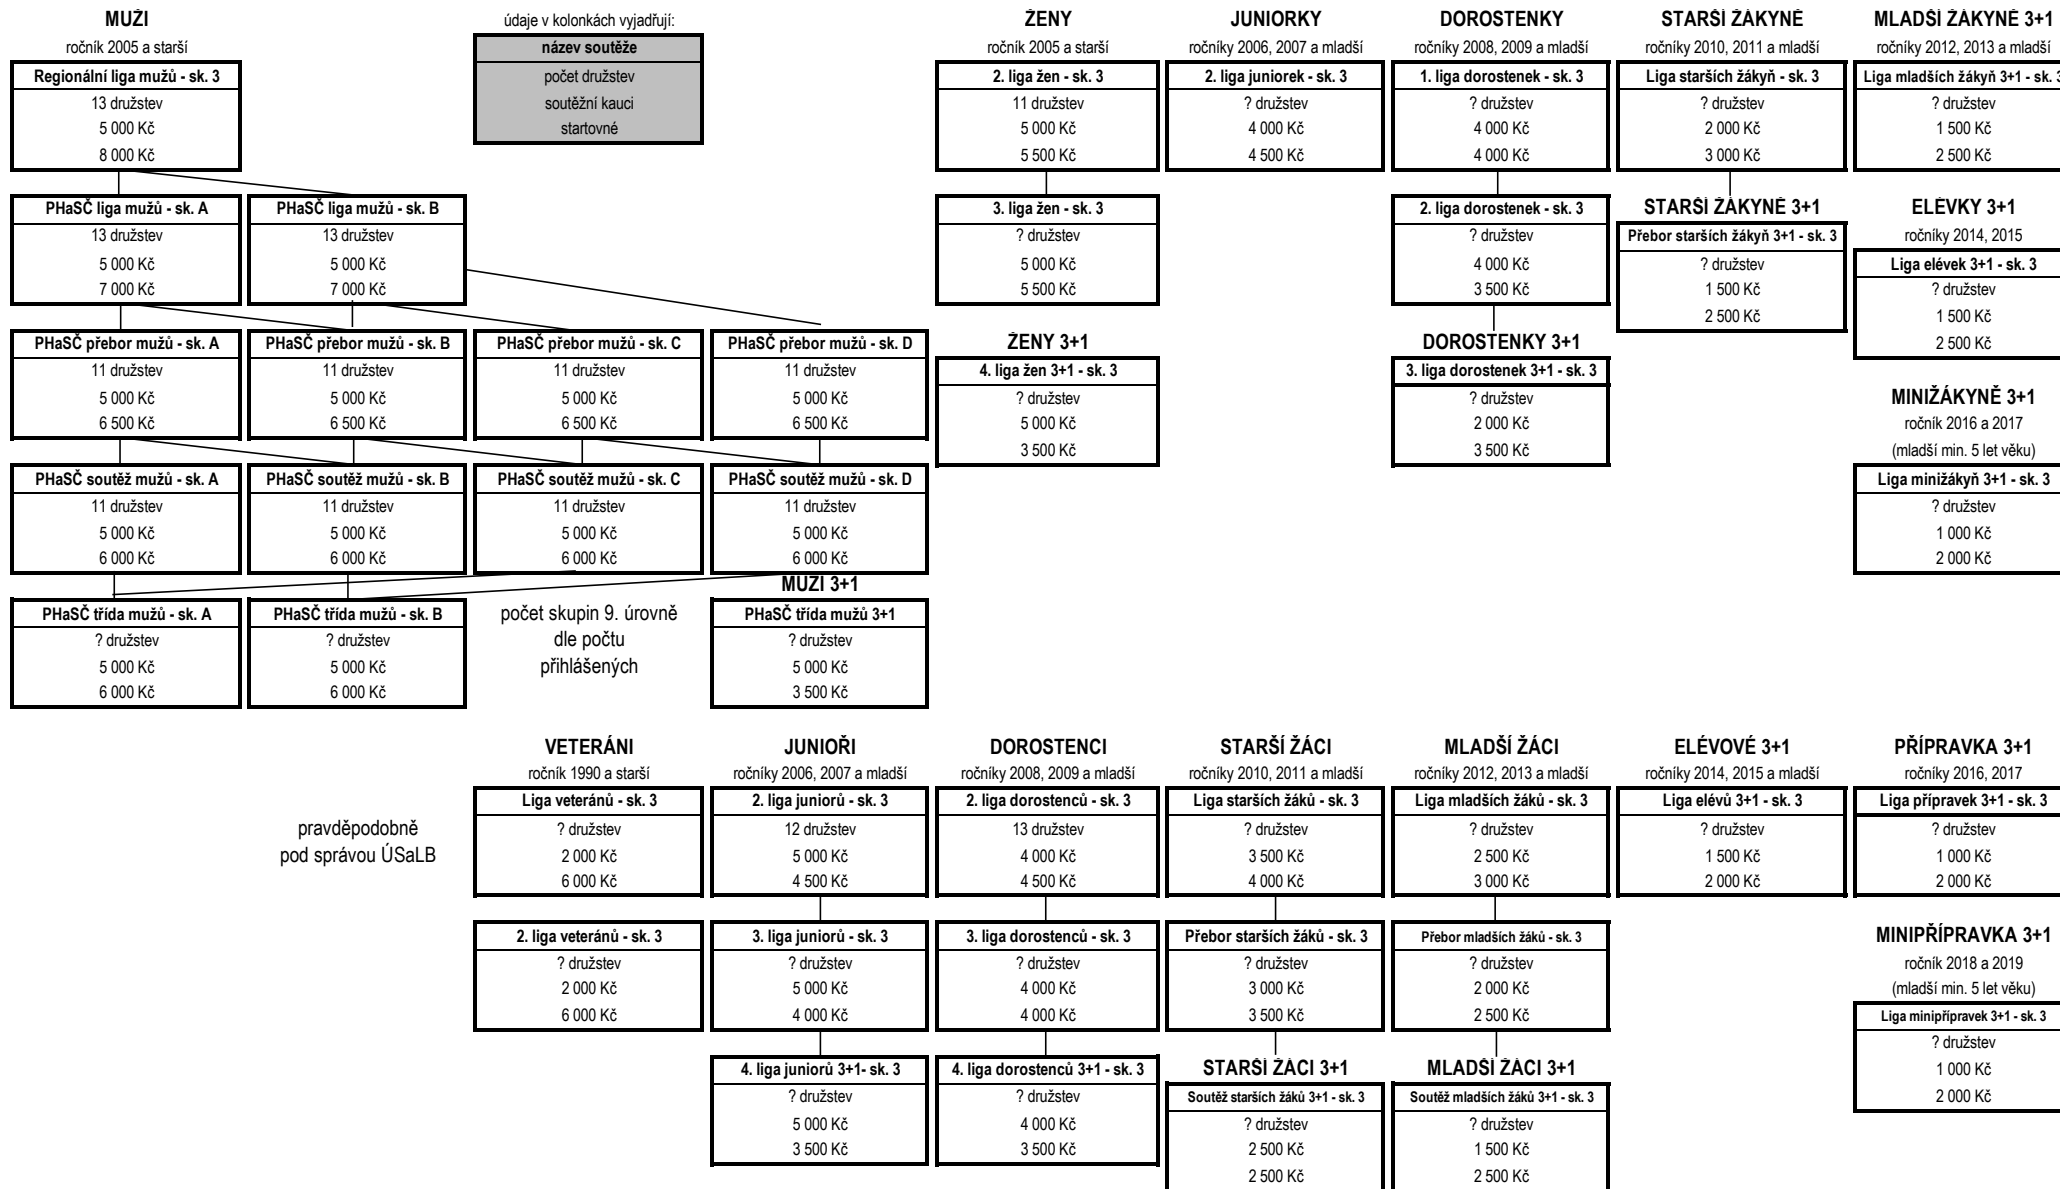 MUŽI
ročník 2005 a starší
Regionální liga mužů - sk. 3
13 družstev
5 000 Kč
8 000 Kč
údaje v kolonkách vyjadřují:
název soutěže
počet družstev
soutěžní kauci
startovné
ŽENY
ročník 2005 a starší
2. liga žen - sk. 3
11 družstev
5 000 Kč
5 500 Kč
JUNIORKY
ročníky 2006, 2007 a mladší
2. liga juniorek - sk. 3
? družstev
4 000 Kč
4 500 Kč
DOROSTENKY
ročníky 2008, 2009 a mladší
1. liga dorostenek - sk. 3
? družstev
4 000 Kč
4 000 Kč
STARŠÍ ŽÁKYNĚ
ročníky 2010, 2011 a mladší
Liga starších žákyň - sk. 3
? družstev
2 000 Kč
3 000 Kč
MLADŠÍ ŽÁKYNĚ 3+1
ročníky 2012, 2013 a mladší
Liga mladších žákyň 3+1 - sk. 3
? družstev
1 500 Kč
2 500 Kč
PHaSČ liga mužů - sk. A
13 družstev
5 000 Kč
7 000 Kč
PHaSČ liga mužů - sk. B
13 družstev
5 000 Kč
7 000 Kč
3. liga žen - sk. 3
? družstev
5 000 Kč
5 500 Kč
2. liga dorostenek - sk. 3
? družstev
4 000 Kč
3 500 Kč
STARŠÍ ŽÁKYNĚ 3+1
Přebor starších žákyň 3+1 - sk. 3
? družstev
1 500 Kč
2 500 Kč
ELÉVKY 3+1
ročníky 2014, 2015
Liga elévek 3+1 - sk. 3
? družstev
1 500 Kč
2 500 Kč
PHaSČ přebor mužů - sk. A
11 družstev
5 000 Kč
6 500 Kč
PHaSČ přebor mužů - sk. B
11 družstev
5 000 Kč
6 500 Kč
PHaSČ přebor mužů - sk. C
11 družstev
5 000 Kč
6 500 Kč
PHaSČ přebor mužů - sk. D
11 družstev
5 000 Kč
6 500 Kč
ŽENY 3+1
4. liga žen 3+1 - sk. 3
? družstev
5 000 Kč
3 500 Kč
DOROSTENKY 3+1
3. liga dorostenek 3+1 - sk. 3
? družstev
2 000 Kč
3 500 Kč
MINIŽÁKYNĚ 3+1
ročník 2016 a 2017
(mladší min. 5 let věku)
Liga minižákyň 3+1 - sk. 3
? družstev
1 000 Kč
2 000 Kč
PHaSČ soutěž mužů - sk. A
11 družstev
5 000 Kč
6 000 Kč
PHaSČ soutěž mužů - sk. B
11 družstev
5 000 Kč
6 000 Kč
PHaSČ soutěž mužů - sk. C
11 družstev
5 000 Kč
6 000 Kč
PHaSČ soutěž mužů - sk. D
11 družstev
5 000 Kč
6 000 Kč
PHaSČ třída mužů - sk. A
? družstev
5 000 Kč
6 000 Kč
PHaSČ třída mužů - sk. B
? družstev
5 000 Kč
6 000 Kč
počet skupin 9. úrovně
dle počtu
přihlášených
MUŽI 3+1
PHaSČ třída mužů 3+1
? družstev
5 000 Kč
3 500 Kč
pravděpodobně
pod správou ÚSaLB
VETERÁNI
ročník 1990 a starší
Liga veteránů - sk. 3
? družstev
2 000 Kč
6 000 Kč
JUNIOŘI
ročníky 2006, 2007 a mladší
2. liga juniorů - sk. 3
12 družstev
5 000 Kč
4 500 Kč
DOROSTENCI
ročníky 2008, 2009 a mladší
2. liga dorostenců - sk. 3
13 družstev
4 000 Kč
4 500 Kč
STARŠÍ ŽÁCI
ročníky 2010, 2011 a mladší
Liga starších žáků - sk. 3
? družstev
3 500 Kč
4 000 Kč
MLADŠÍ ŽÁCI
ročníky 2012, 2013 a mladší
Liga mladších žáků - sk. 3
? družstev
2 500 Kč
3 000 Kč
ELÉVOVÉ 3+1
ročníky 2014, 2015 a mladší
Liga elévů 3+1 - sk. 3
? družstev
1 500 Kč
2 000 Kč
PŘÍPRAVKA 3+1
ročníky 2016, 2017
Liga přípravek 3+1 - sk. 3
? družstev
1 000 Kč
2 000 Kč
2. liga veteránů - sk. 3
? družstev
2 000 Kč
6 000 Kč
3. liga juniorů - sk. 3
? družstev
5 000 Kč
4 000 Kč
3. liga dorostenců - sk. 3
? družstev
4 000 Kč
4 000 Kč
Přebor starších žáků - sk. 3
? družstev
3 000 Kč
3 500 Kč
Přebor mladších žáků - sk. 3
? družstev
2 000 Kč
2 500 Kč
MINIPŘÍPRAVKA 3+1
ročník 2018 a 2019
(mladší min. 5 let věku)
Liga minipřípravek 3+1 - sk. 3
? družstev
1 000 Kč
2 000 Kč
4. liga juniorů 3+1- sk. 3
? družstev
5 000 Kč
3 500 Kč
4. liga dorostenců 3+1 - sk. 3
? družstev
4 000 Kč
3 500 Kč
STARŠÍ ŽÁCI 3+1
Soutěž starších žáků 3+1 - sk. 3
? družstev
2 500 Kč
2 500 Kč
MLADŠÍ ŽÁCI 3+1
Soutěž mladších žáků 3+1 - sk. 3
? družstev
1 500 Kč
2 500 Kč